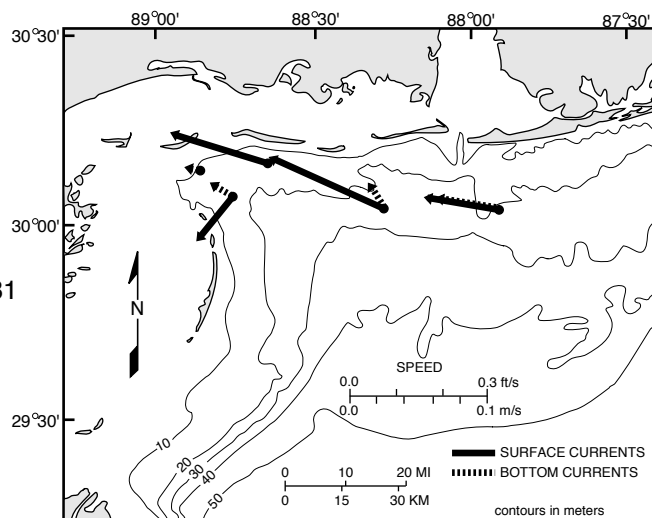 89°00' 88°30' 88°00' 87°30'
30°30'
30°00'
31
N
SPEED
0.0 0.3 ft/s
0.0 0.1 m/s
29°30'
10
20
30
40
50
SURFACE CURRENTS
BOTTOM CURRENTS
0 10 20 MI
0 15 30 KM
contours in meters